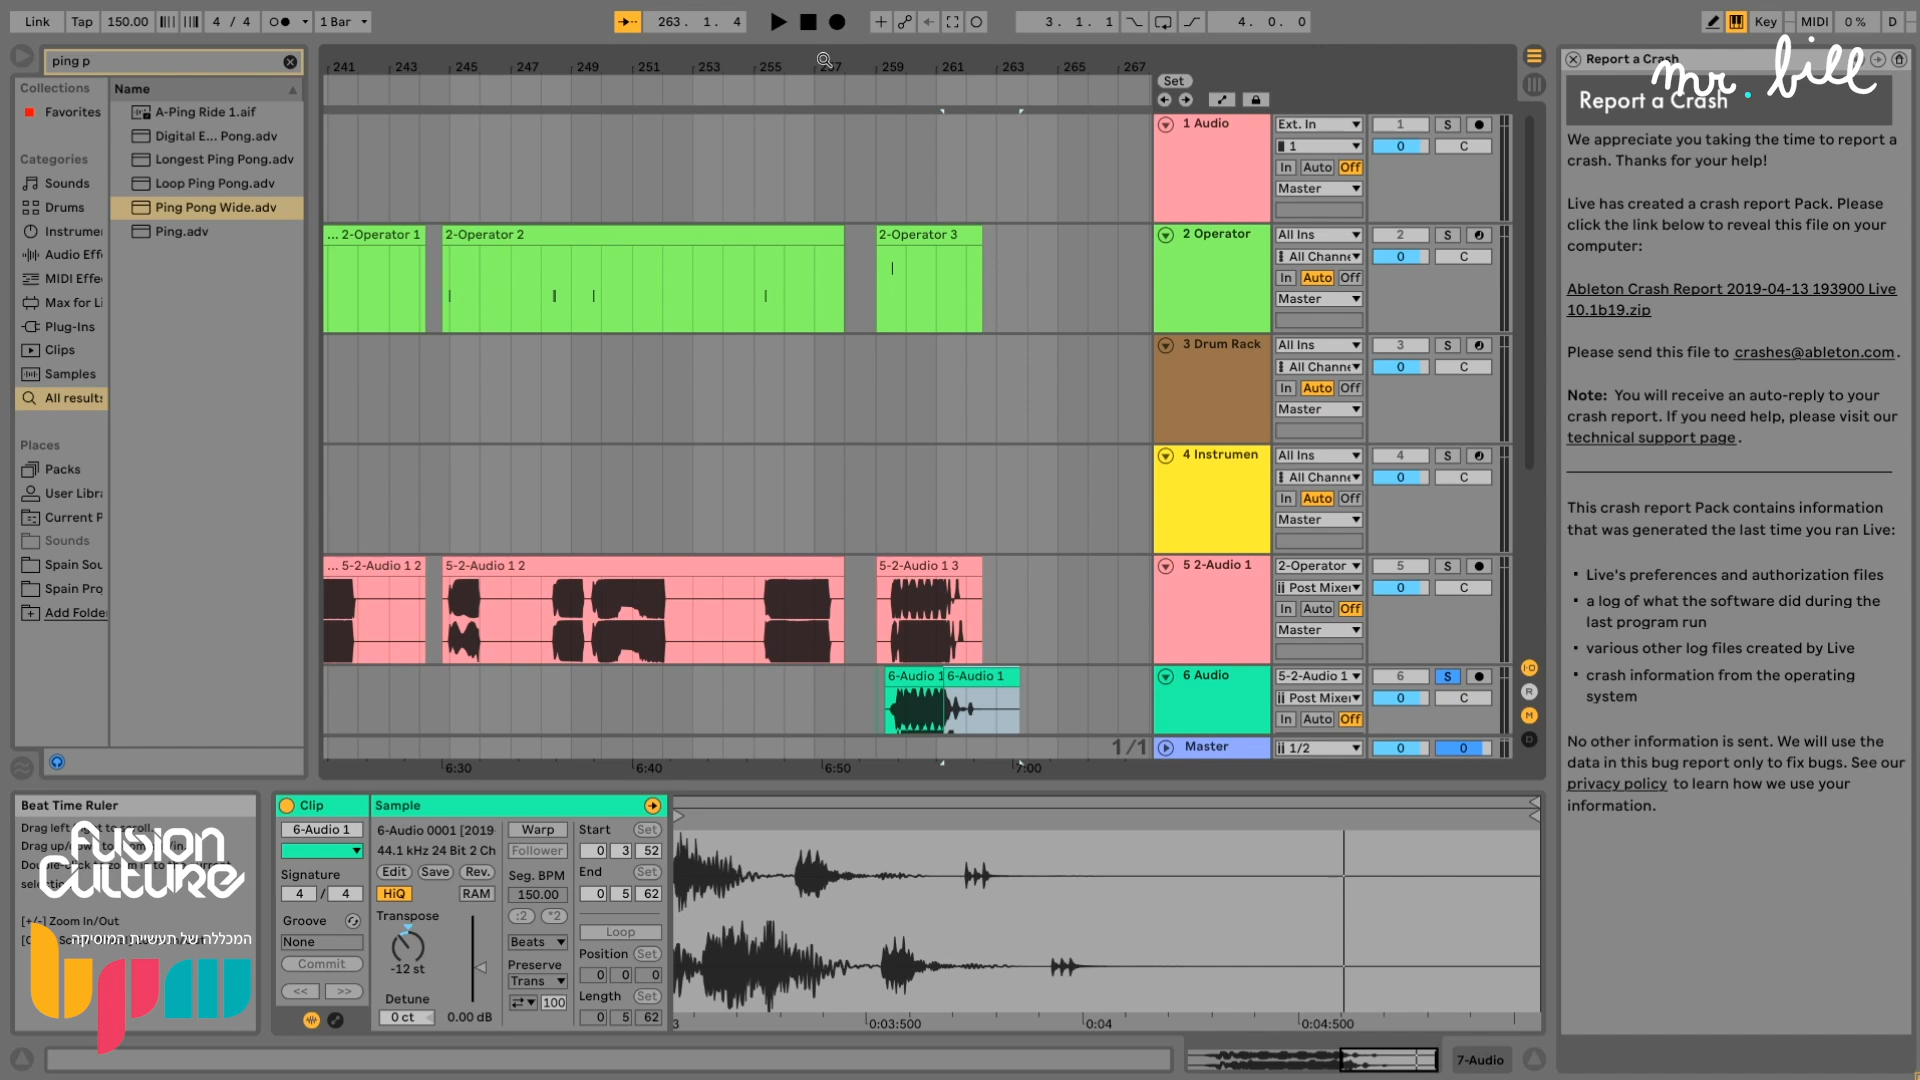 Link Tap 150.00 4 / 4 1 Bar 263. 1. 4 3. 1. 1 4. 0. 0 Key MIDI 0 % D
ping p
Collections
Favorites
Categories
Sounds
Drums
Instrumer
Audio Eff
MIDI Effe
Max for Li
Plug-Ins
Clips
Samples
All results
Places
Packs
User Libra
Current P
Sounds
Spain Sou
Spain Pro
Add Folde
Name
A-Ping Ride 1.aif
Digital E... Pong.adv
Longest Ping Pong.adv
Loop Ping Pong.adv
Ping Pong Wide.adv
Ping.adv
241 243 245 247 249 251 253 255 257 259 261 263 265 267
Set
... 2-Operator 1 2-Operator 2 2-Operator 3
... 5-2-Audio 1 2 5-2-Audio 1 2 5-2-Audio 1 3
6-Audio 1 6-Audio 1
1/1
6:30 6:40 6:50 7:00
1 Audio Ext. In 1 S
1 0 C
In Auto Off
Master
2 Operator All Ins 2 S
All Channe 0 C
In Auto Off
Master
3 Drum Rack All Ins 3 S
All Channe 0 C
In Auto Off
Master
4 Instrumen All Ins 4 S
All Channe 0 C
In Auto Off
Master
5 2-Audio 1 2-Operator 5 S
Post Mixer 0 C
In Auto Off
Master
6 Audio 5-2-Audio 1 6 S
Post Mixer 0 C
In Auto Off
Master 1/2 0 0
R
M
D
Report a Crash
mr. bill
Report a Crash
We appreciate you taking the time to report a
crash. Thanks for your help!
Live has created a crash report Pack. Please
click the link below to reveal this file on your
computer:
Ableton Crash Report 2019-04-13 193900 Live
10.1b19.zip
Please send this file to crashes@ableton.com.
Note: You will receive an auto-reply to your
crash report. If you need help, please visit our
technical support page.
This crash report Pack contains information
that was generated the last time you ran Live:
• Live's preferences and authorization files
• a log of what the software did during the
last program run
• various other log files created by Live
• crash information from the operating
system
No other information is sent. We will use the
data in this bug report only to fix bugs. See our
privacy policy to learn how we use your
information.
Beat Time Ruler
Drag left
to scroll.
Drag up/
fusion
culture
[+/-] Zoom In/Out
המכללה של תעשיית המוסיקה
bpm
Clip
6-Audio 1
Signature
4 / 4
Groove
None
Commit
<< >>
Sample
6-Audio 0001 [2019-
44.1 kHz 24 Bit 2 Ch
Edit Save Rev.
HiQ RAM
Transpose
-12 st
Detune
0 ct 0.00 dB
Warp
Follower
Seg. BPM
150.00
:2 *2
Beats
Preserve
Trans
100
Start Set
0 3 52
End Set
0 5 62
Loop
Position Set
0 0 0
Length Set
0 5 62
3 0:03:500 0:04 0:04:500
7-Audio